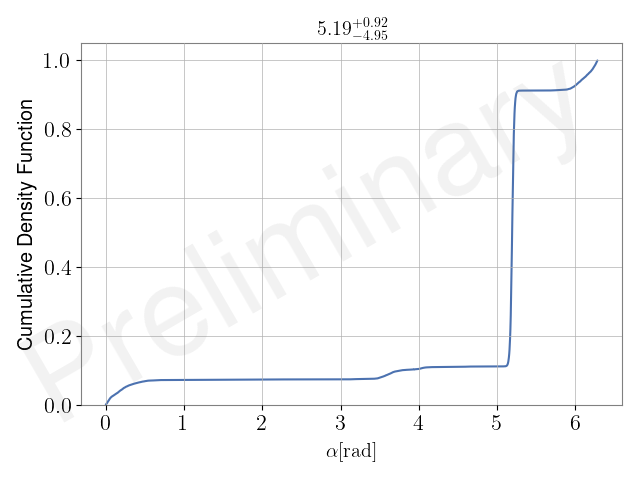 5.19^{+0.92}_{-4.95}
1.0
0.8
0.6
0.4
0.2
0.0
Cumulative Density Function
Preliminary
0 1 2 3 4 5 6
α[rad]